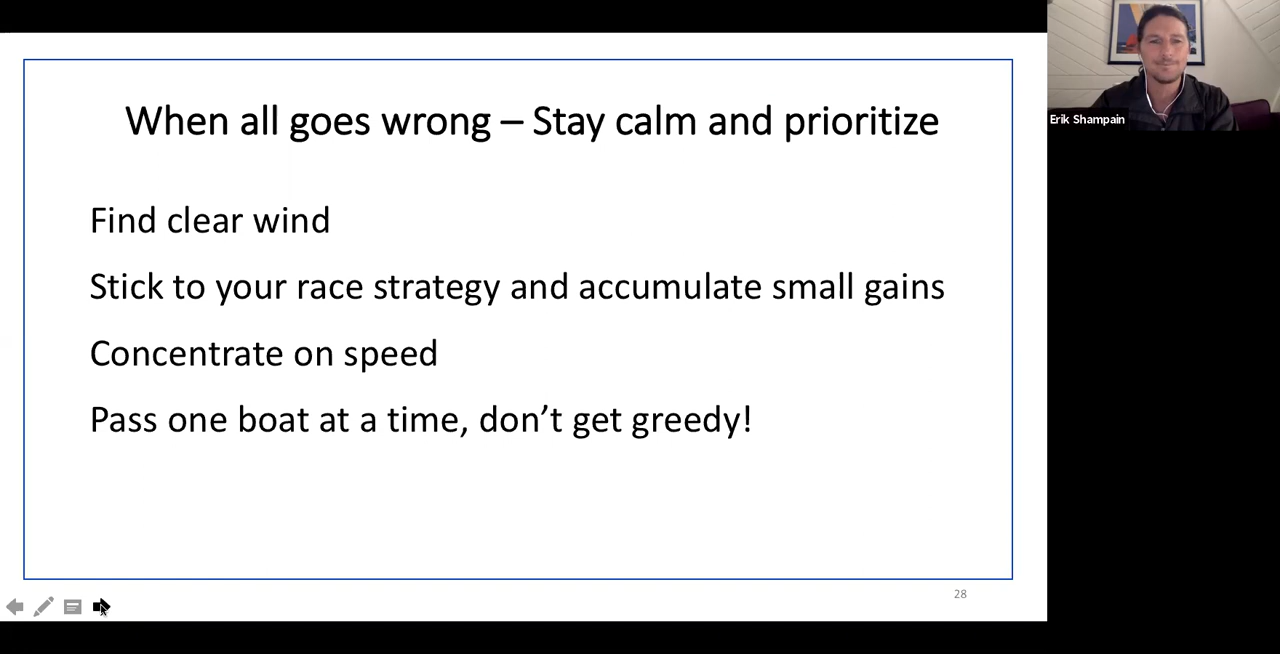 When all goes wrong – Stay calm and prioritize
Find clear wind
Stick to your race strategy and accumulate small gains
Concentrate on speed
Pass one boat at a time, don’t get greedy!
28
Erik Shampain